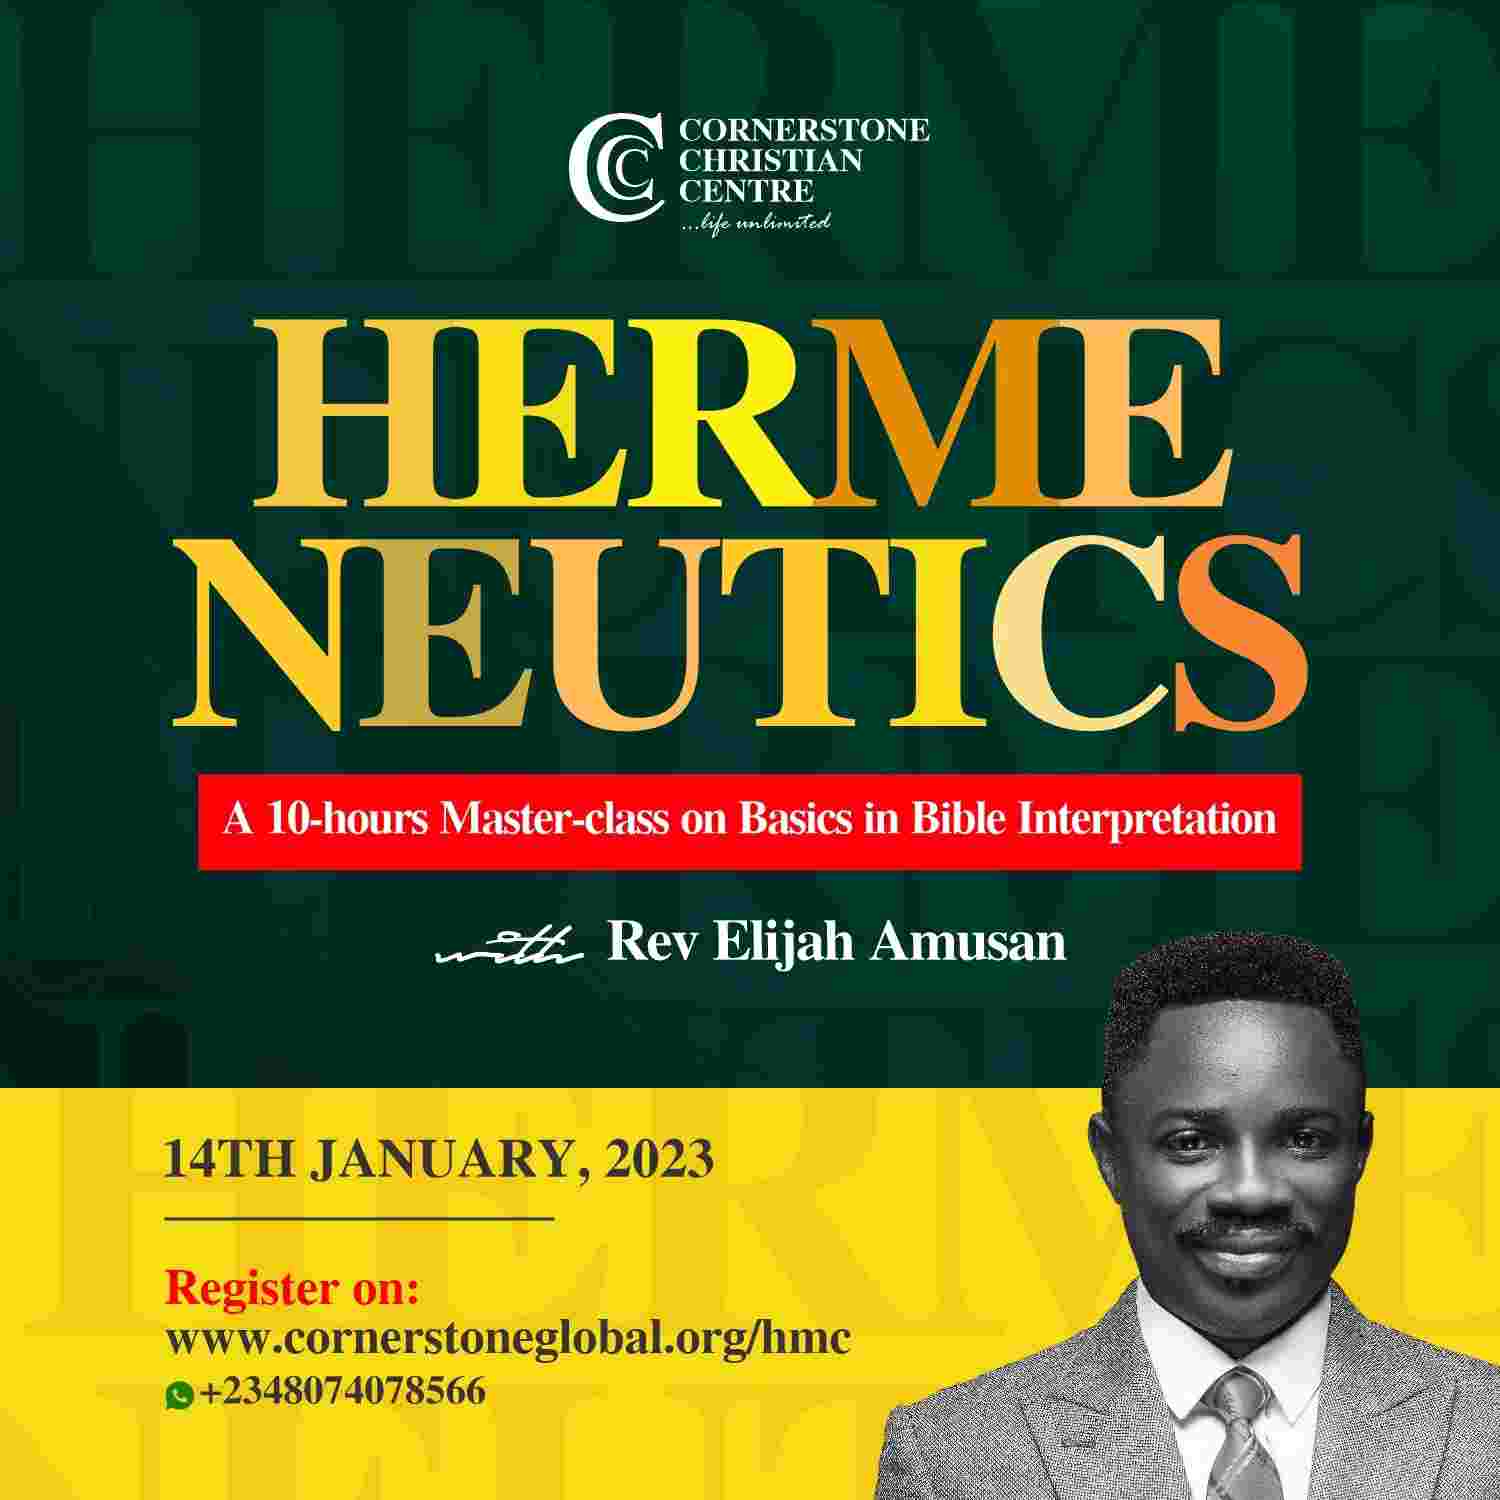 CCC
CORNERSTONE
CHRISTIAN
CENTRE
...life unlimited
HERME
NEUTICS
A 10-hours Master-class on Basics in Bible Interpretation
with Rev Elijah Amusan
14TH JANUARY, 2023
Register on:
www.cornerstoneglobal.org/hmc
+2348074078566